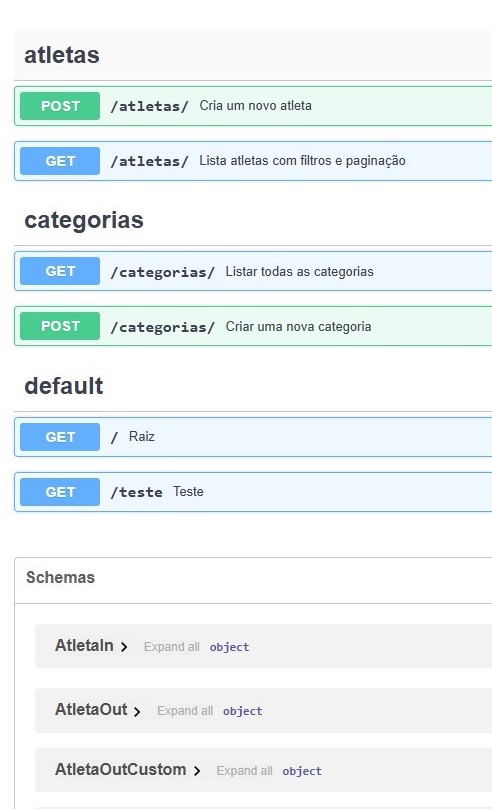 atletas
POST /atletas/ Cria um novo atleta
GET /atletas/ Lista atletas com filtros e paginação
categorias
GET /categorias/ Listar todas as categorias
POST /categorias/ Criar uma nova categoria
default
GET / Raiz
GET /teste Teste
Schemas
AtletaIn > Expand all object
AtletaOut > Expand all object
AtletaOutCustom > Expand all object